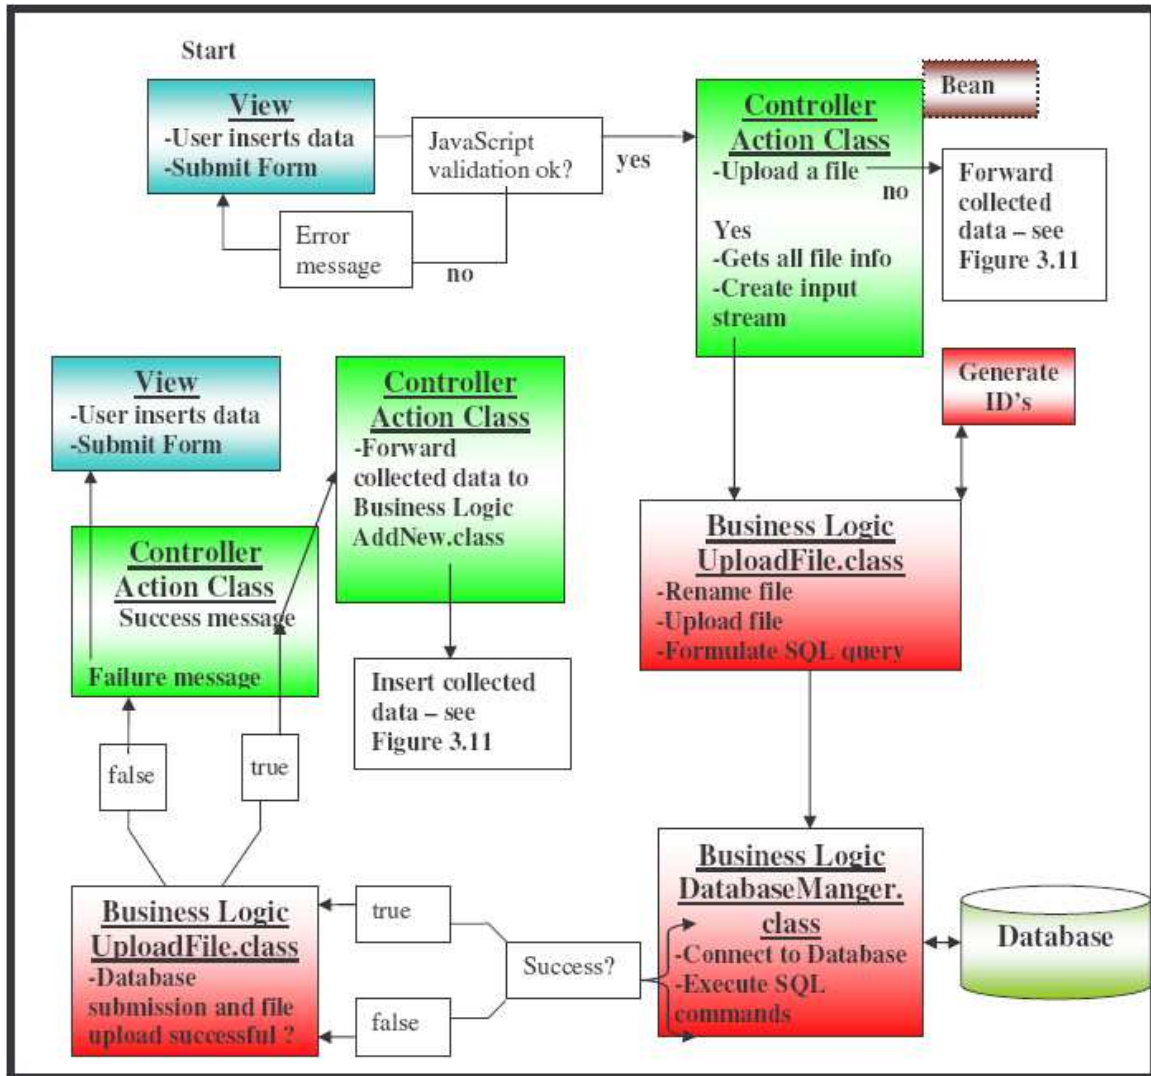 Start
View
-User inserts data
-Submit Form
JavaScript
validation ok?
yes
Error
message
no
Controller
Action Class
-Upload a file
no
Yes
-Gets all file info
-Create input
stream
Bean
Forward
collected
data – see
Figure 3.11
View
-User inserts data
-Submit Form
Controller
Action Class
-Forward
collected data to
Business Logic
AddNew.class
Generate
ID's
Controller
Action Class
Success message
Failure message
Insert collected
data – see
Figure 3.11
Business Logic
UploadFile.class
-Rename file
-Upload file
-Formulate SQL query
false
true
Business Logic
UploadFile.class
-Database
submission and file
upload successful ?
true
false
Success?
Business Logic
DatabaseManger.
class
-Connect to Database
-Execute SQL
commands
Database